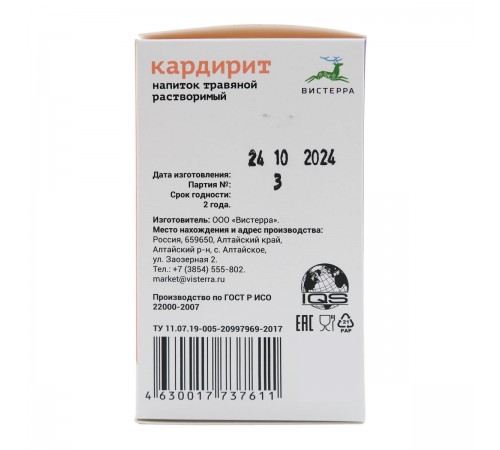 кардирит
напиток травяной
растворимый
ВИСТЕРРА
24 10 2024
Дата изготовления:
Партия №: 3
Срок годности:
2 года.
Изготовитель: ООО «Вистерра».
Место нахождения и адрес производства:
Россия, 659650, Алтайский край,
Алтайский р-н, с. Алтайское,
ул. Заозерная 2.
Тел.: +7 (3854) 555-802.
market@visterra.ru
Производство по ГОСТ Р ИСО
22000-2007
IQS
EAC
21
PAP
ТУ 11.07.19-005-20997969-2017
4 630017 737611